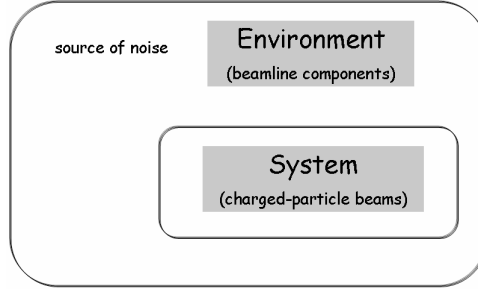 Environment
source of noise
(beamline components)
System
(charged-particle beams)